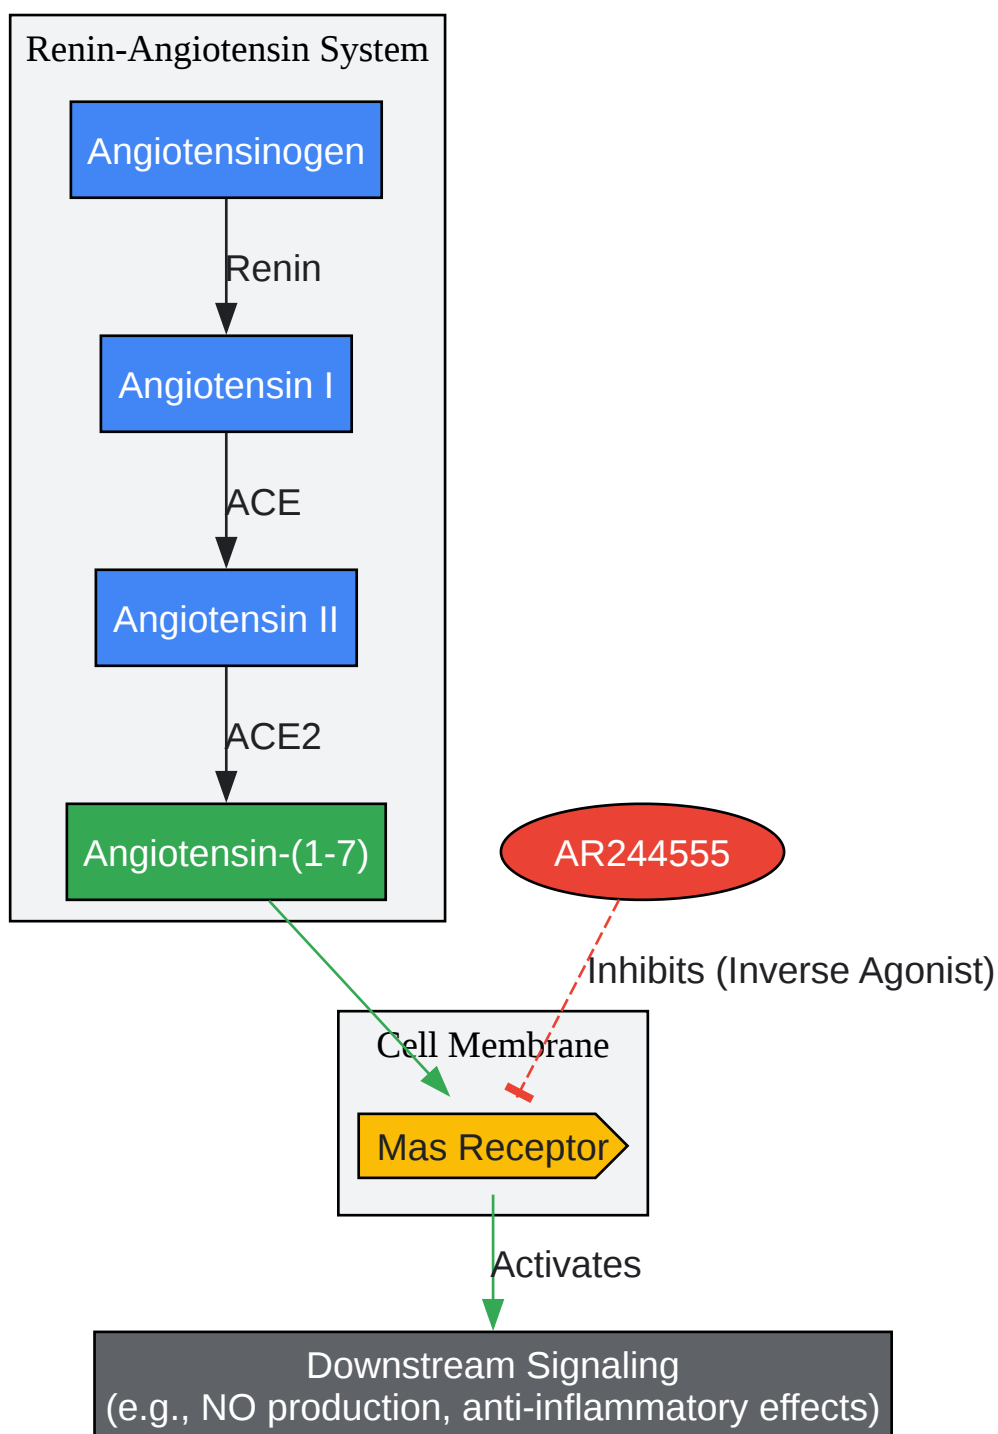 Renin-Angiotensin System
Angiotensinogen
Renin
Angiotensin I
ACE
Angiotensin II
ACE2
Angiotensin-(1-7)
AR244555
Inhibits (Inverse Agonist)
Cell Membrane
Mas Receptor
Activates
Downstream Signaling
(e.g., NO production, anti-inflammatory effects)